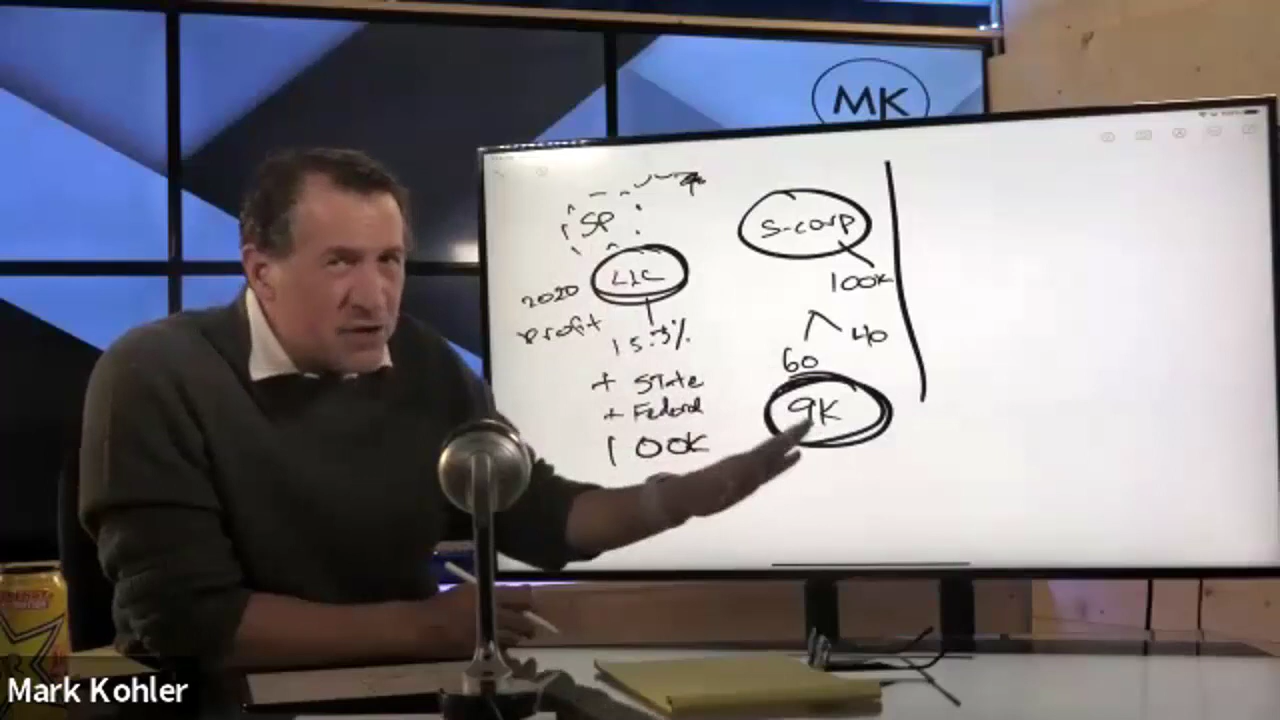 MK
SP
LLC
2020
profit
15.3%
+ State
+ Federal
100K
S-corp
100K
60
40
9K
Mark Kohler